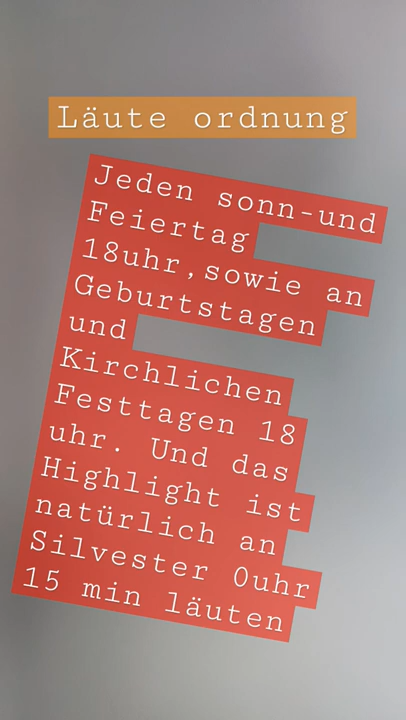 Läute ordnung
Jeden sonn-und
Feiertag
18uhr,sowie an
Geburtstagen
und
Kirchlichen
Festtagen 18
uhr. Und das
Highlight ist
natürlich an
Silvester 0uhr
15 min läuten